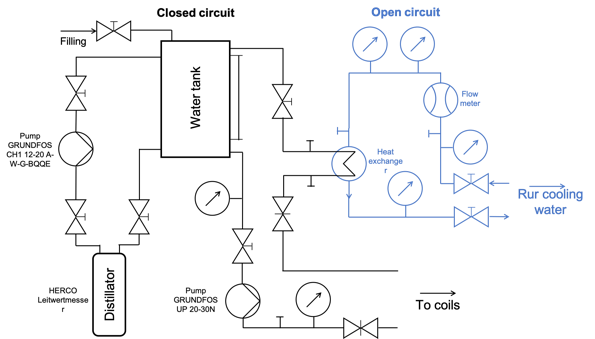 Closed circuit
Open circuit
Filling
Water tank
Flow
meter
Pump
GRUNDFOS
CH1 12-20 A-
W-G-BQQE
Heat
exchange
r
Rur cooling
water
HERCO
Leitwertmesse
r
Distillator
Pump
GRUNDFOS
UP 20-30N
To coils